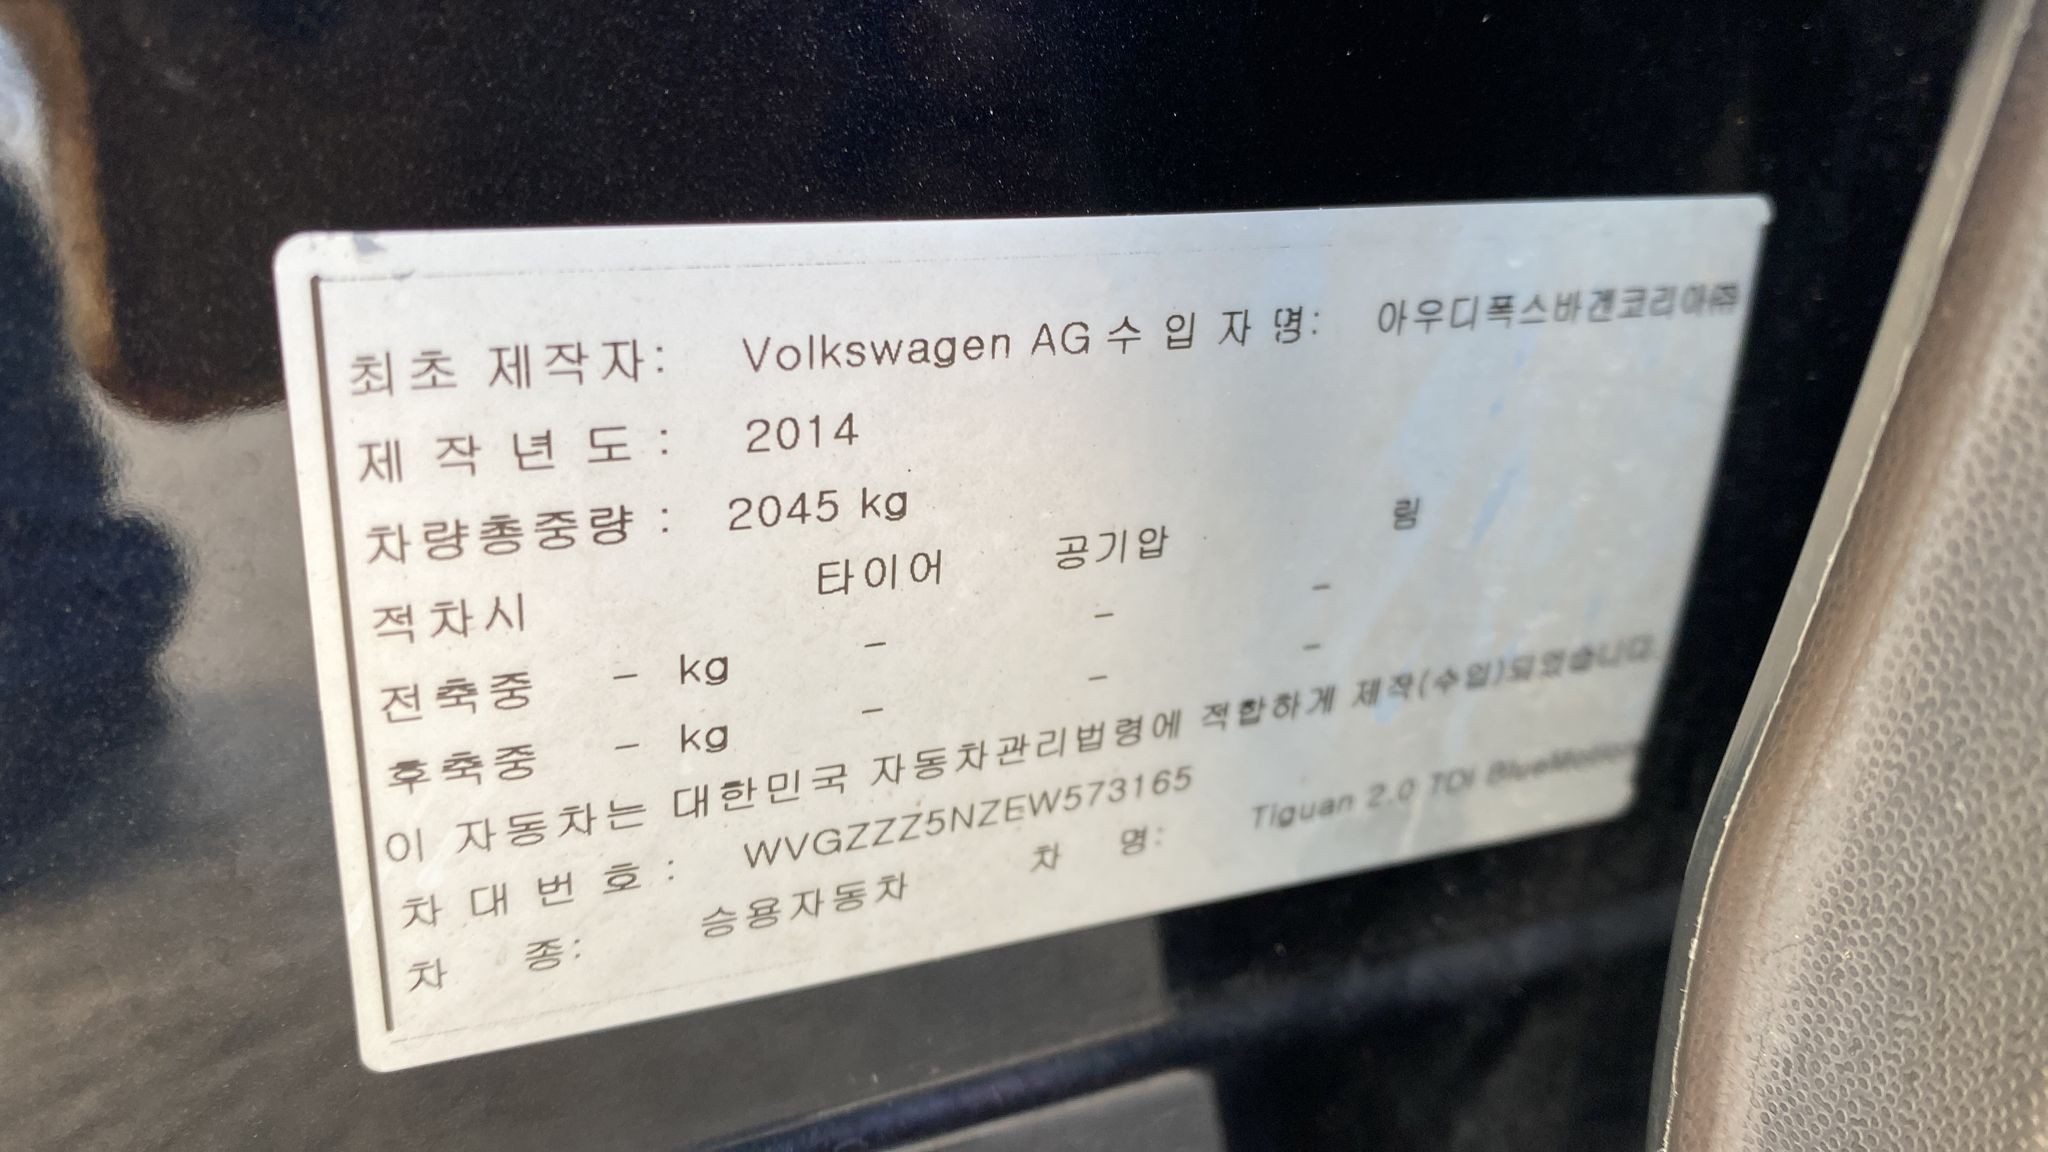 최초 제작자: Volkswagen AG 수 입 자 명: 아우디폭스바겐코리아㈜
제 작 년 도 : 2014
차량총중량 : 2045 kg
적차시 타이어 공기압 림
전축중 - kg - - -
후축중 - kg - - -
이 자동차는 대한민국 자동차관리법령에 적합하게 제작(수입)되었습니다.
차 대 번 호 : WVGZZZ5NZEW573165
차 종: 승용자동차 차 명: Tiguan 2.0 TDI BlueMotion